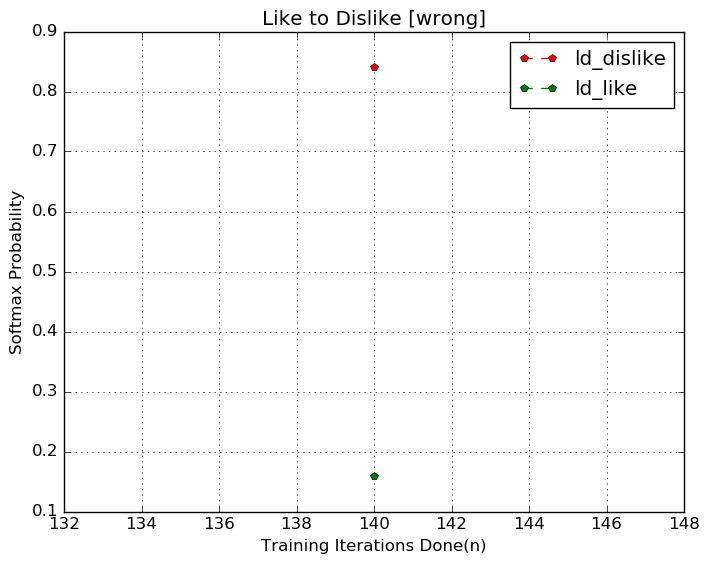 Like to Dislike [wrong]
0.9
0.8
0.7
0.6
0.5
0.4
0.3
0.2
0.1
Softmax Probability
ld_dislike
ld_like
132 134 136 138 140 142 144 146 148
Training Iterations Done(n)